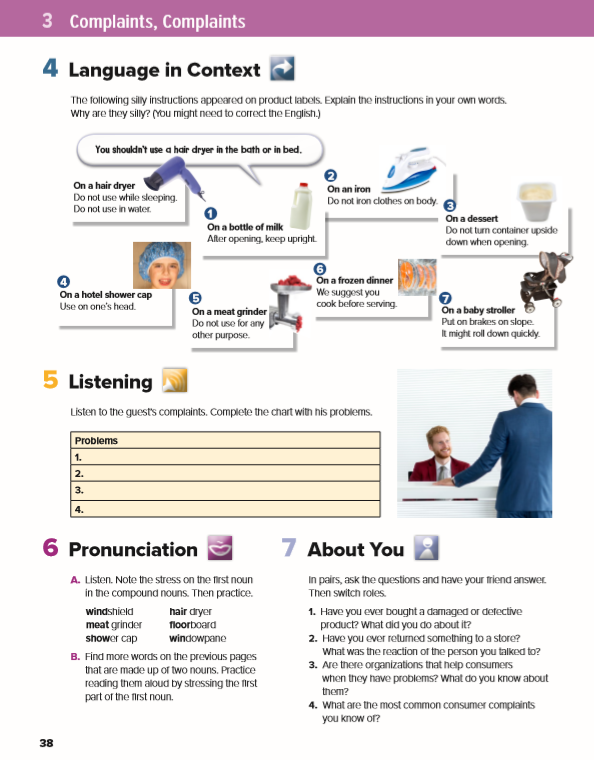 3 Complaints, Complaints
4 Language in Context
The following silly instructions appeared on product labels. Explain the instructions in your own words.
Why are they silly? (You might need to correct the English.)
You shouldn't use a hair dryer in the bath or in bed.
On a hair dryer
Do not use while sleeping.
Do not use in water.
1
On a bottle of milk
After opening, keep upright.
2
On an iron
Do not iron clothes on body.
3
On a dessert
Do not turn container upside
down when opening.
4
On a hotel shower cap
Use on one's head.
5
On a meat grinder
Do not use for any
other purpose.
6
On a frozen dinner
We suggest you
cook before serving.
7
On a baby stroller
Put on brakes on slope.
It might roll down quickly.
5 Listening
Listen to the guest's complaints. Complete the chart with his problems.
Problems
1.
2.
3.
4.
6 Pronunciation
A. Listen. Note the stress on the first noun
in the compound nouns. Then practice.
windshield hair dryer
meat grinder floorboard
shower cap windowpane
B. Find more words on the previous pages
that are made up of two nouns. Practice
reading them aloud by stressing the first
part of the first noun.
7 About You
In pairs, ask the questions and have your friend answer.
Then switch roles.
1. Have you ever bought a damaged or defective
product? What did you do about it?
2. Have you ever returned something to a store?
What was the reaction of the person you talked to?
3. Are there organizations that help consumers
when they have problems? What do you know about
them?
4. What are the most common consumer complaints
you know of?
38